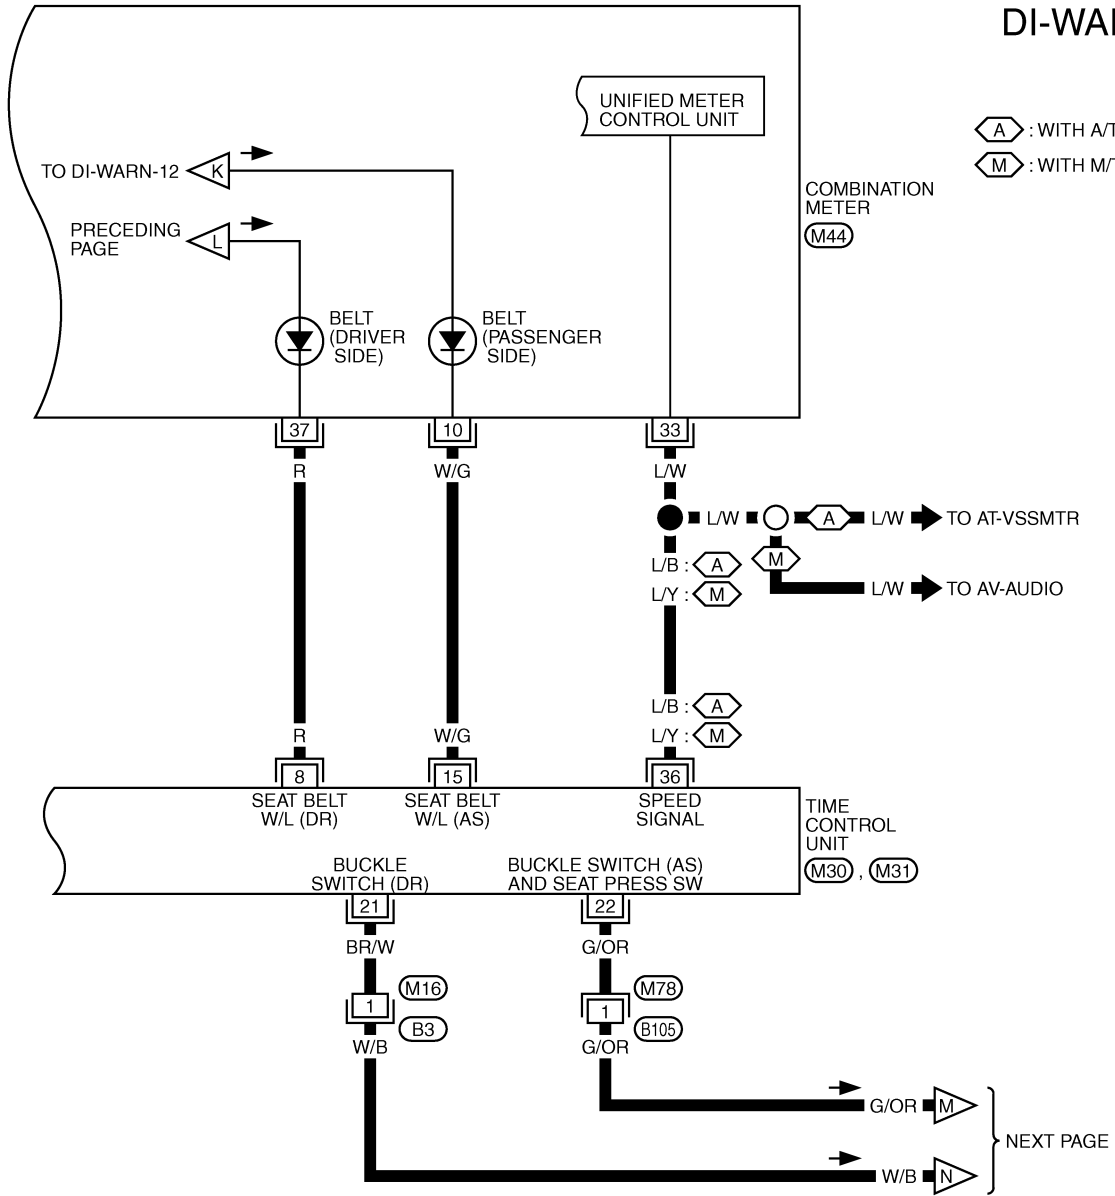 DI-WA
UNIFIED METER
CONTROL UNIT
A : WITH A/T
M : WITH M/
TO DI-WARN-12 K
COMBINATION
METER
M44
PRECEDING
PAGE
L
BELT
(DRIVER
SIDE)
BELT
(PASSENGER
SIDE)
37 10 33
R W/G L/W
L/W A L/W TO AT-VSSMTR
L/B : A M
L/Y : M L/W TO AV-AUDIO
L/B : A
R W/G L/Y : M
8 15 36
SEAT BELT
W/L (DR)
SEAT BELT
W/L (AS)
SPEED
SIGNAL
TIME
CONTROL
UNIT
M30 , M31
BUCKLE
SWITCH (DR)
BUCKLE SWITCH (AS)
AND SEAT PRESS SW
21 22
BR/W G/OR
M16 M78
1 1
B3 B105
W/B G/OR
G/OR M
NEXT PAGE
W/B N